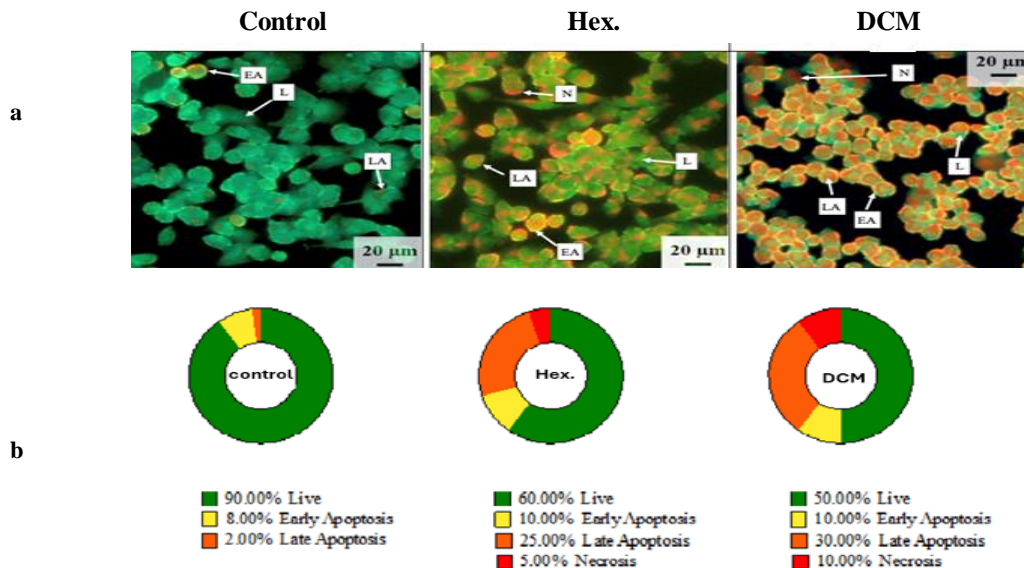 Control Hex. DCM
a
EA
L
LA
20 µm
N
LA
L
EA
20 µm
20 µm
N
L
LA
EA
b
control
Hex.
DCM
90.00% Live
8.00% Early Apoptosis
2.00% Late Apoptosis
60.00% Live
10.00% Early Apoptosis
25.00% Late Apoptosis
5.00% Necrosis
50.00% Live
10.00% Early Apoptosis
30.00% Late Apoptosis
10.00% Necrosis